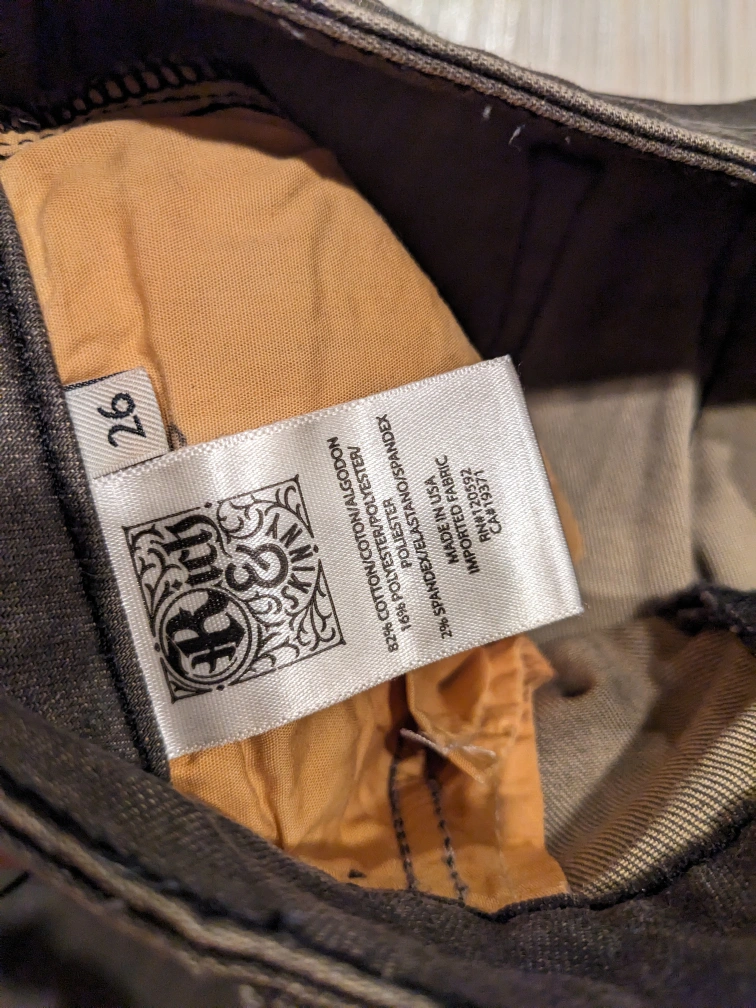 26
Rich
&
SKINNY
82% COTTON/COTON/ALGODON
16% POLYESTER/POLYESTER/
POLIESTER
2% SPANDEX/ELASTANO/SPANDEX
MADE IN USA
IMPORTED FABRIC
RN#120592
CA#19371